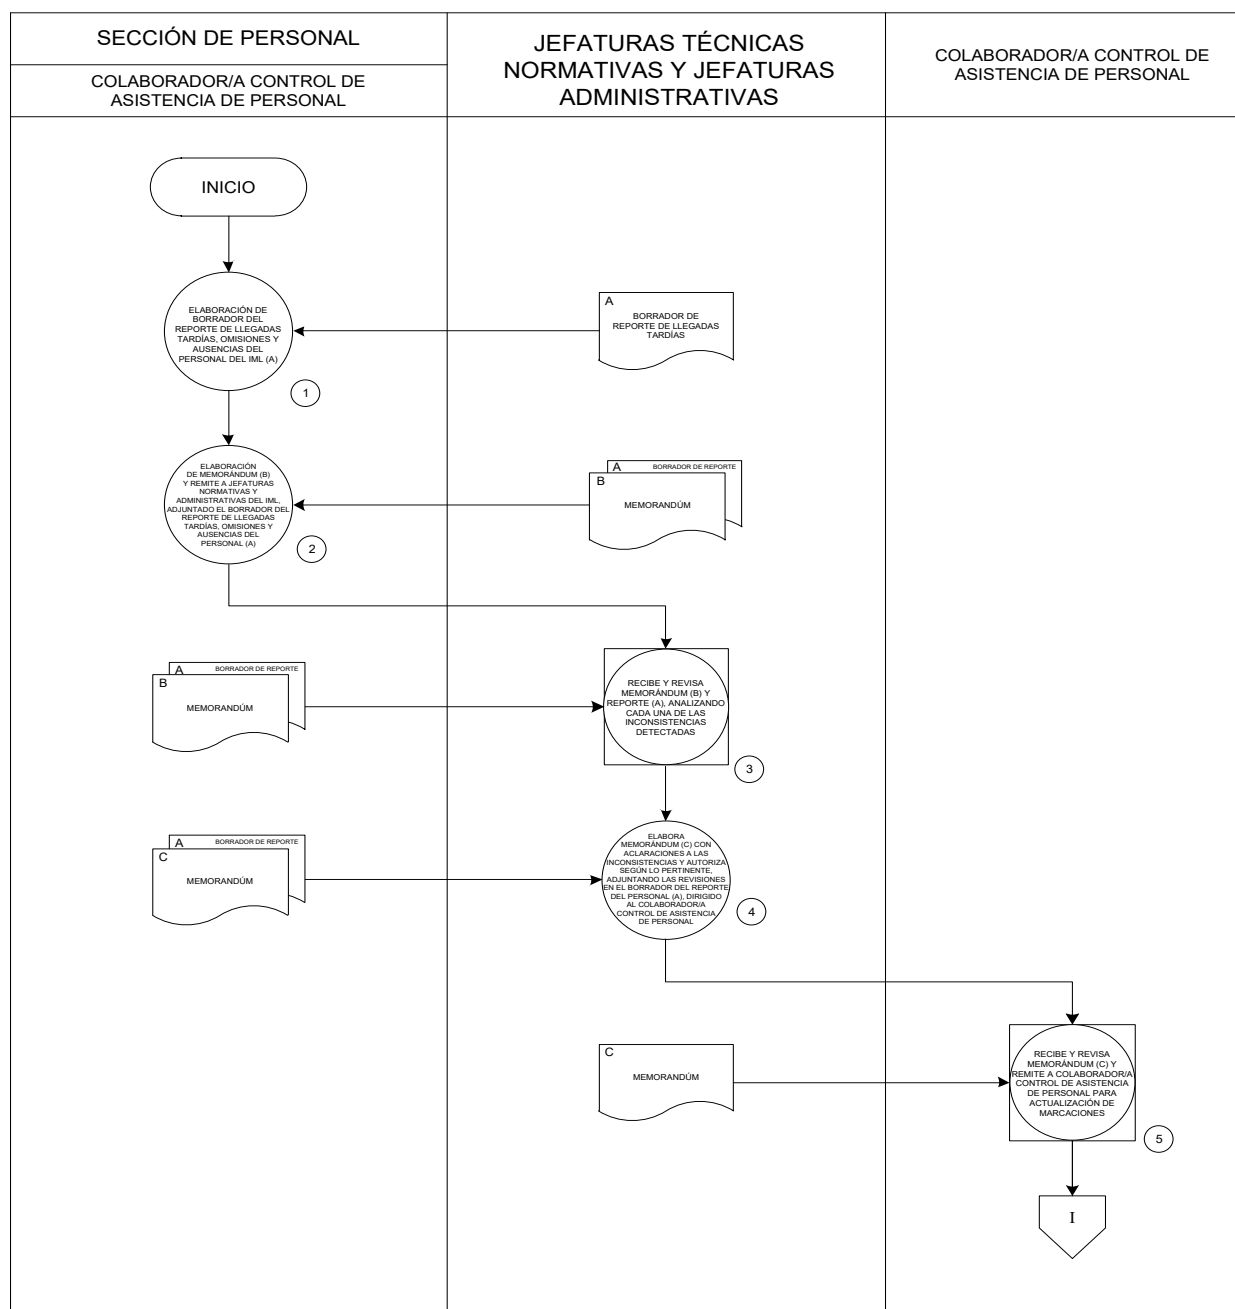 SECCIÓN DE PERSONAL
COLABORADOR/A CONTROL DE
ASISTENCIA DE PERSONAL
JEFATURAS TÉCNICAS
NORMATIVAS Y JEFATURAS
ADMINISTRATIVAS
COLABORADOR/A CONTROL DE
ASISTENCIA DE PERSONAL
INICIO
ELABORACIÓN DE
BORRADOR DEL
REPORTE DE LLEGADAS
TARDÍAS, OMISIONES Y
AUSENCIAS DEL
PERSONAL DEL IML (A)
1
A
BORRADOR DE
REPORTE DE LLEGADAS
TARDÍAS
ELABORACIÓN
DE MEMORÁNDUM (B)
Y REMITE A JEFATURAS
NORMATIVAS Y
ADMINISTRATIVAS DEL IML,
ADJUNTADO EL BORRADOR DEL
REPORTE DE LLEGADAS
TARDÍAS, OMISIONES Y
AUSENCIAS DEL
PERSONAL (A)
2
A BORRADOR DE REPORTE
B
MEMORANDÚM
A BORRADOR DE REPORTE
B
MEMORANDÚM
RECIBE Y REVISA
MEMORÁNDUM (B) Y
REPORTE (A), ANALIZANDO
CADA UNA DE LAS
INCONSISTENCIAS
DETECTADAS
3
A BORRADOR DE REPORTE
C
MEMORANDÚM
ELABORA
MEMORÁNDUM (C) CON
ACLARACIONES A LAS
INCONSISTENCIAS Y AUTORIZA
SEGÚN LO PERTINENTE,
ADJUNTANDO LAS REVISIONES
EN EL BORRADOR DEL REPORTE
DEL PERSONAL (A), DIRIGIDO
AL COLABORADOR/A
CONTROL DE ASISTENCIA
DE PERSONAL
4
C
MEMORANDÚM
RECIBE Y REVISA
MEMORÁNDUM (C) Y
REMITE A COLABORADOR/A
CONTROL DE ASISTENCIA
DE PERSONAL PARA
ACTUALIZACIÓN DE
MARCACIONES
5
I